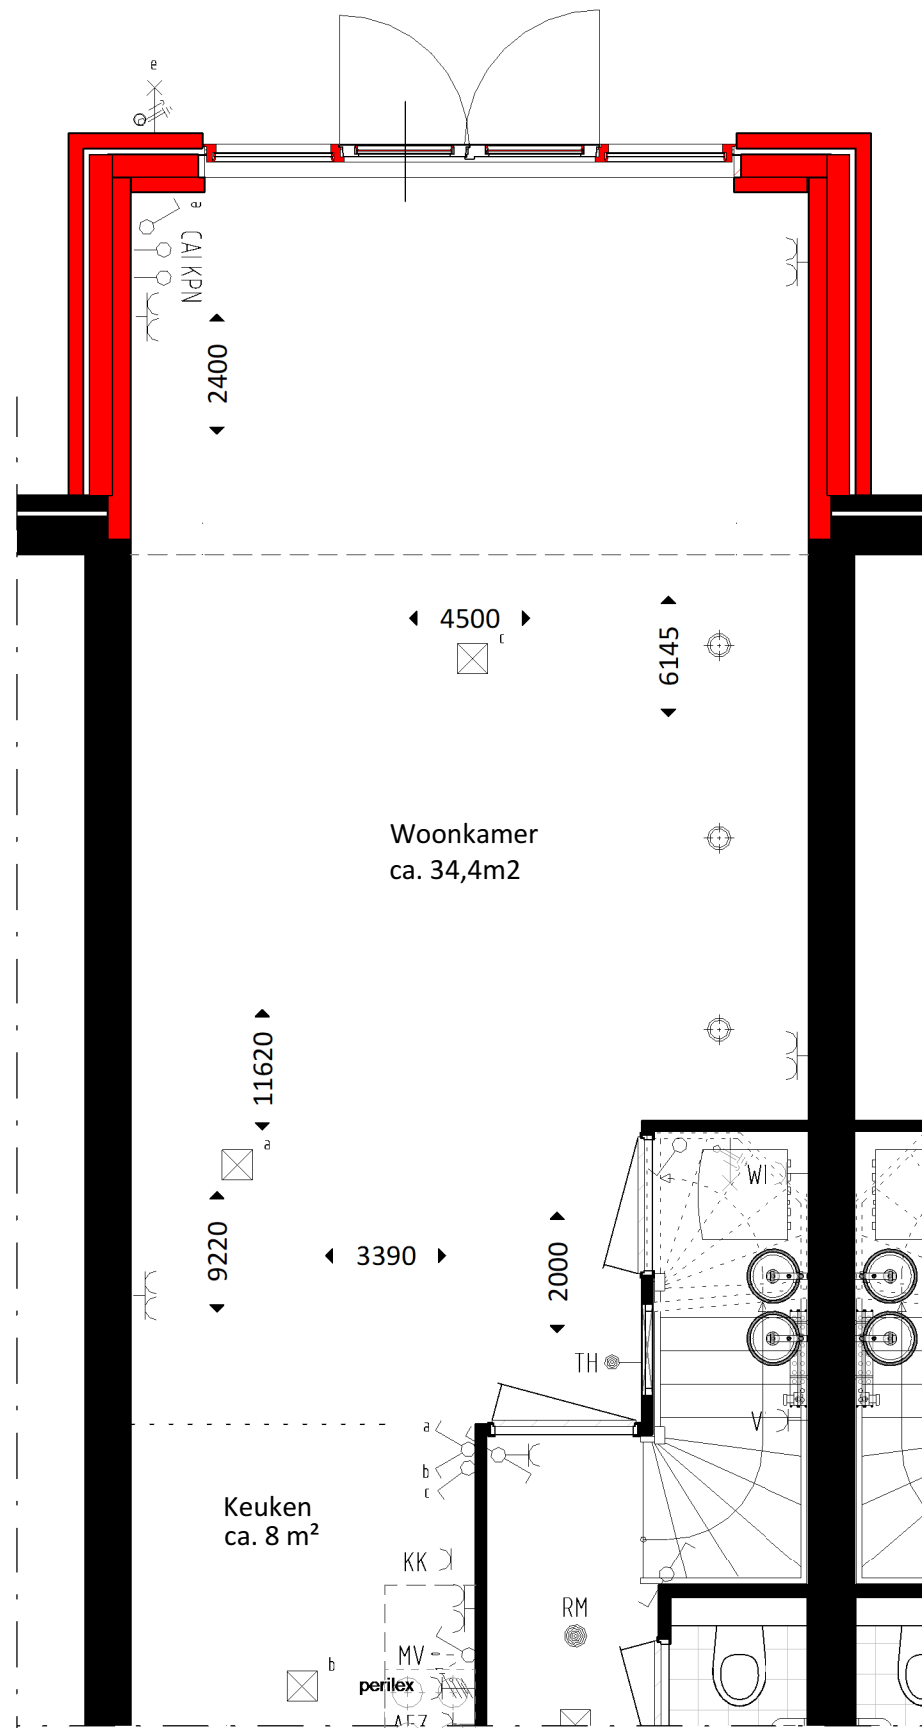 e
e
CAI KPN
2400
4500
c
6145
Woonkamer
ca. 34,4m2
11620
a
WI
9220
3390
2000
TH
V
a
b
c
Keuken
ca. 8 m²
KK
RM
MV
b
perilex
AFZ